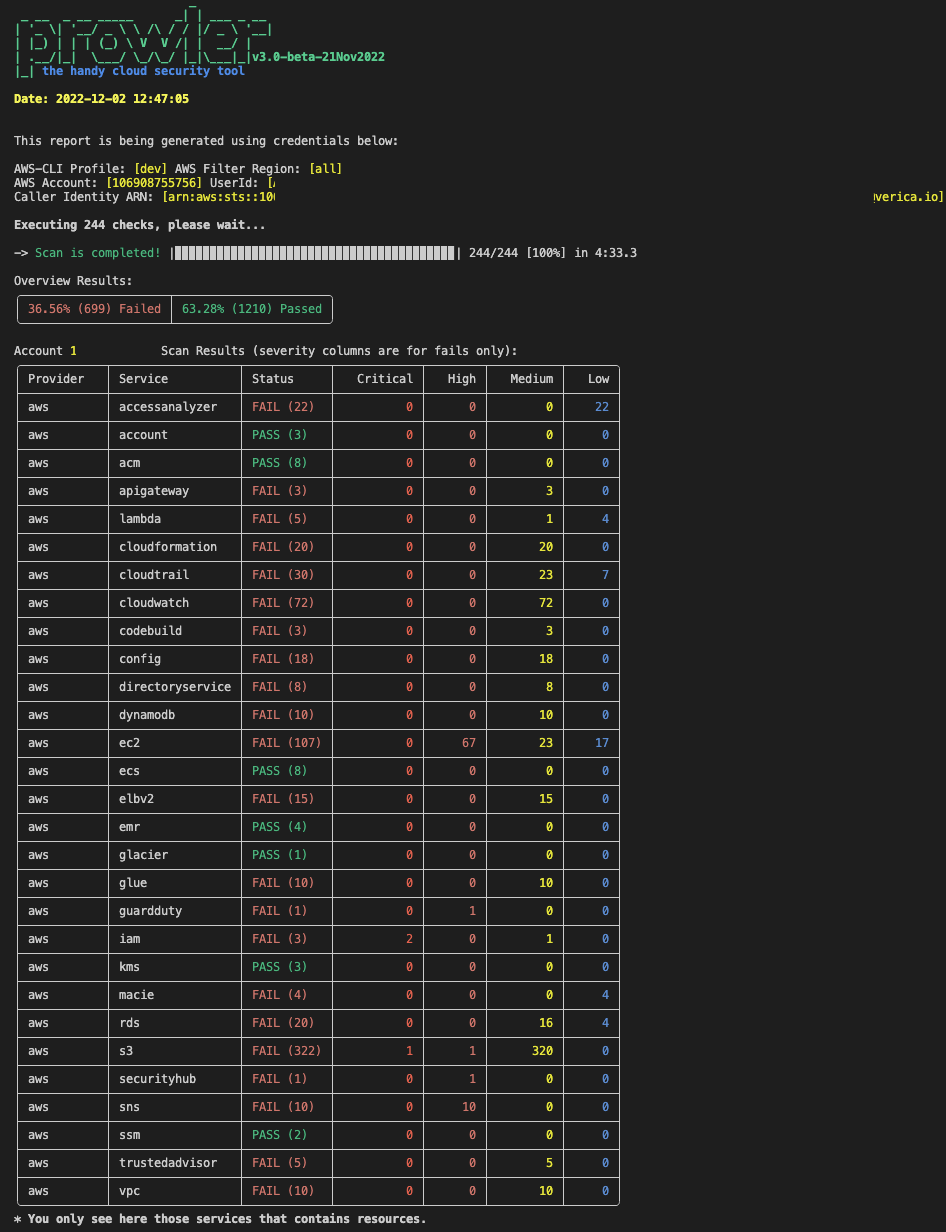 prowler v3.0-beta-21Nov2022
the handy cloud security tool
Date: 2022-12-02 12:47:05
This report is being generated using credentials below:
AWS-CLI Profile: [dev] AWS Filter Region: [all]
AWS Account: [106908755756] UserId: [
Caller Identity ARN: [arn:aws:sts::10 verica.io]
Executing 244 checks, please wait...
-> Scan is completed! | 244/244 [100%] in 4:33.3
Overview Results:
36.56% (699) Failed 63.28% (1210) Passed
Account 1 Scan Results (severity columns are for fails only):
Provider Service Status Critical High Medium Low
aws accessanalyzer FAIL (22) 0 0 0 22
aws account PASS (3) 0 0 0 0
aws acm PASS (8) 0 0 0 0
aws apigateway FAIL (3) 0 0 3 0
aws lambda FAIL (5) 0 0 1 4
aws cloudformation FAIL (20) 0 0 20 0
aws cloudtrail FAIL (30) 0 0 23 7
aws cloudwatch FAIL (72) 0 0 72 0
aws codebuild FAIL (3) 0 0 3 0
aws config FAIL (18) 0 0 18 0
aws directoryservice FAIL (8) 0 0 8 0
aws dynamodb FAIL (10) 0 0 10 0
aws ec2 FAIL (107) 0 67 23 17
aws ecs PASS (8) 0 0 0 0
aws elbv2 FAIL (15) 0 0 15 0
aws emr PASS (4) 0 0 0 0
aws glacier PASS (1) 0 0 0 0
aws glue FAIL (10) 0 0 10 0
aws guardduty FAIL (1) 0 1 0 0
aws iam FAIL (3) 2 0 1 0
aws kms PASS (3) 0 0 0 0
aws macie FAIL (4) 0 0 0 4
aws rds FAIL (20) 0 0 16 4
aws s3 FAIL (322) 1 1 320 0
aws securityhub FAIL (1) 0 1 0 0
aws sns FAIL (10) 0 10 0 0
aws ssm PASS (2) 0 0 0 0
aws trustedadvisor FAIL (5) 0 0 5 0
aws vpc FAIL (10) 0 0 10 0
* You only see here those services that contains resources.